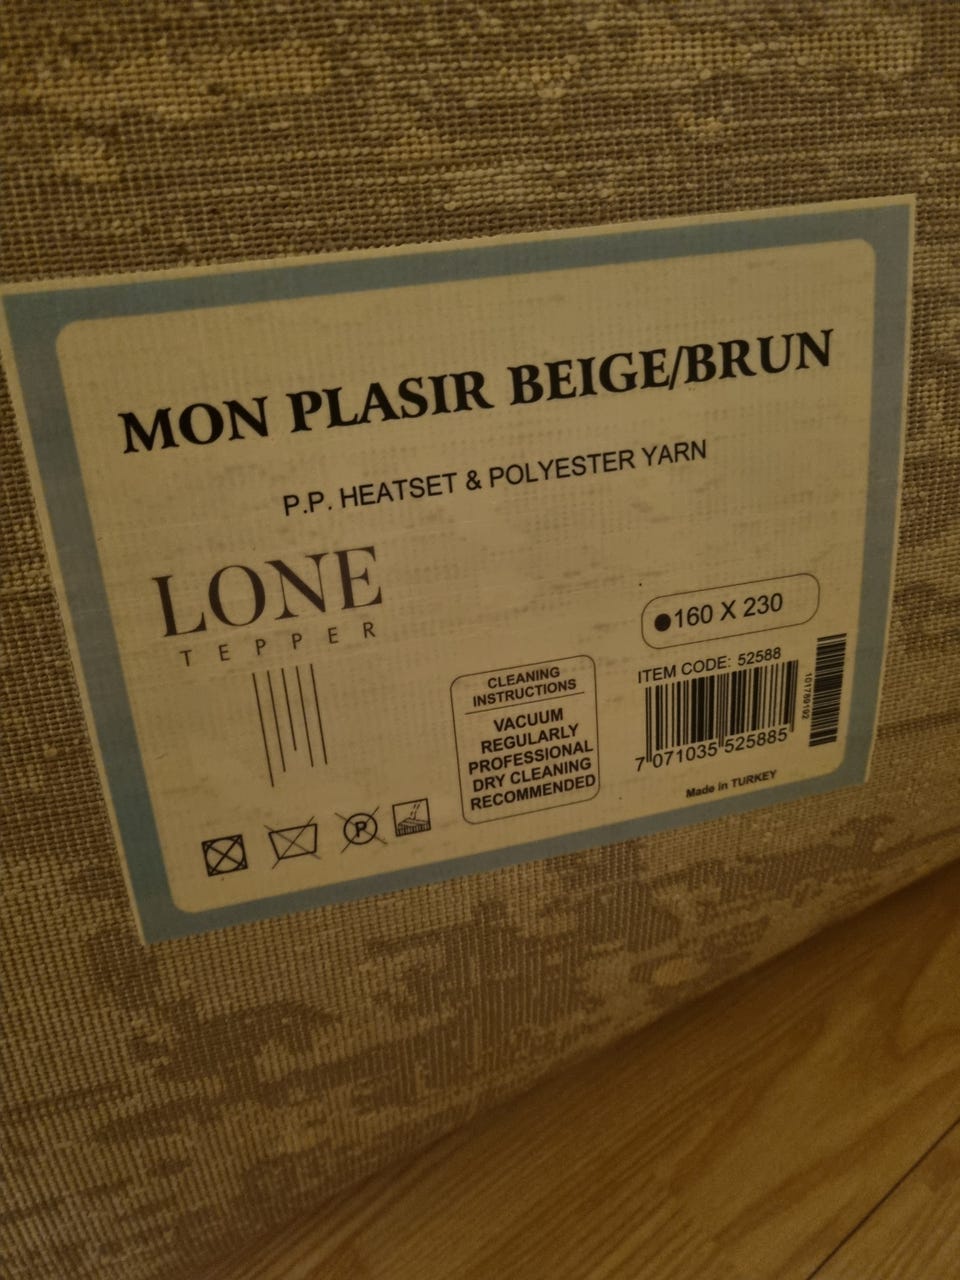 MON PLASIR BEIGE/BRUN
P.P. HEATSET & POLYESTER YARN
LONE
TEPPER
●160 X 230
ITEM CODE: 52588
7 071035 525885
101789192
Made in TURKEY
CLEANING
INSTRUCTIONS
VACUUM
REGULARLY
PROFESSIONAL
DRY CLEANING
RECOMMENDED
P